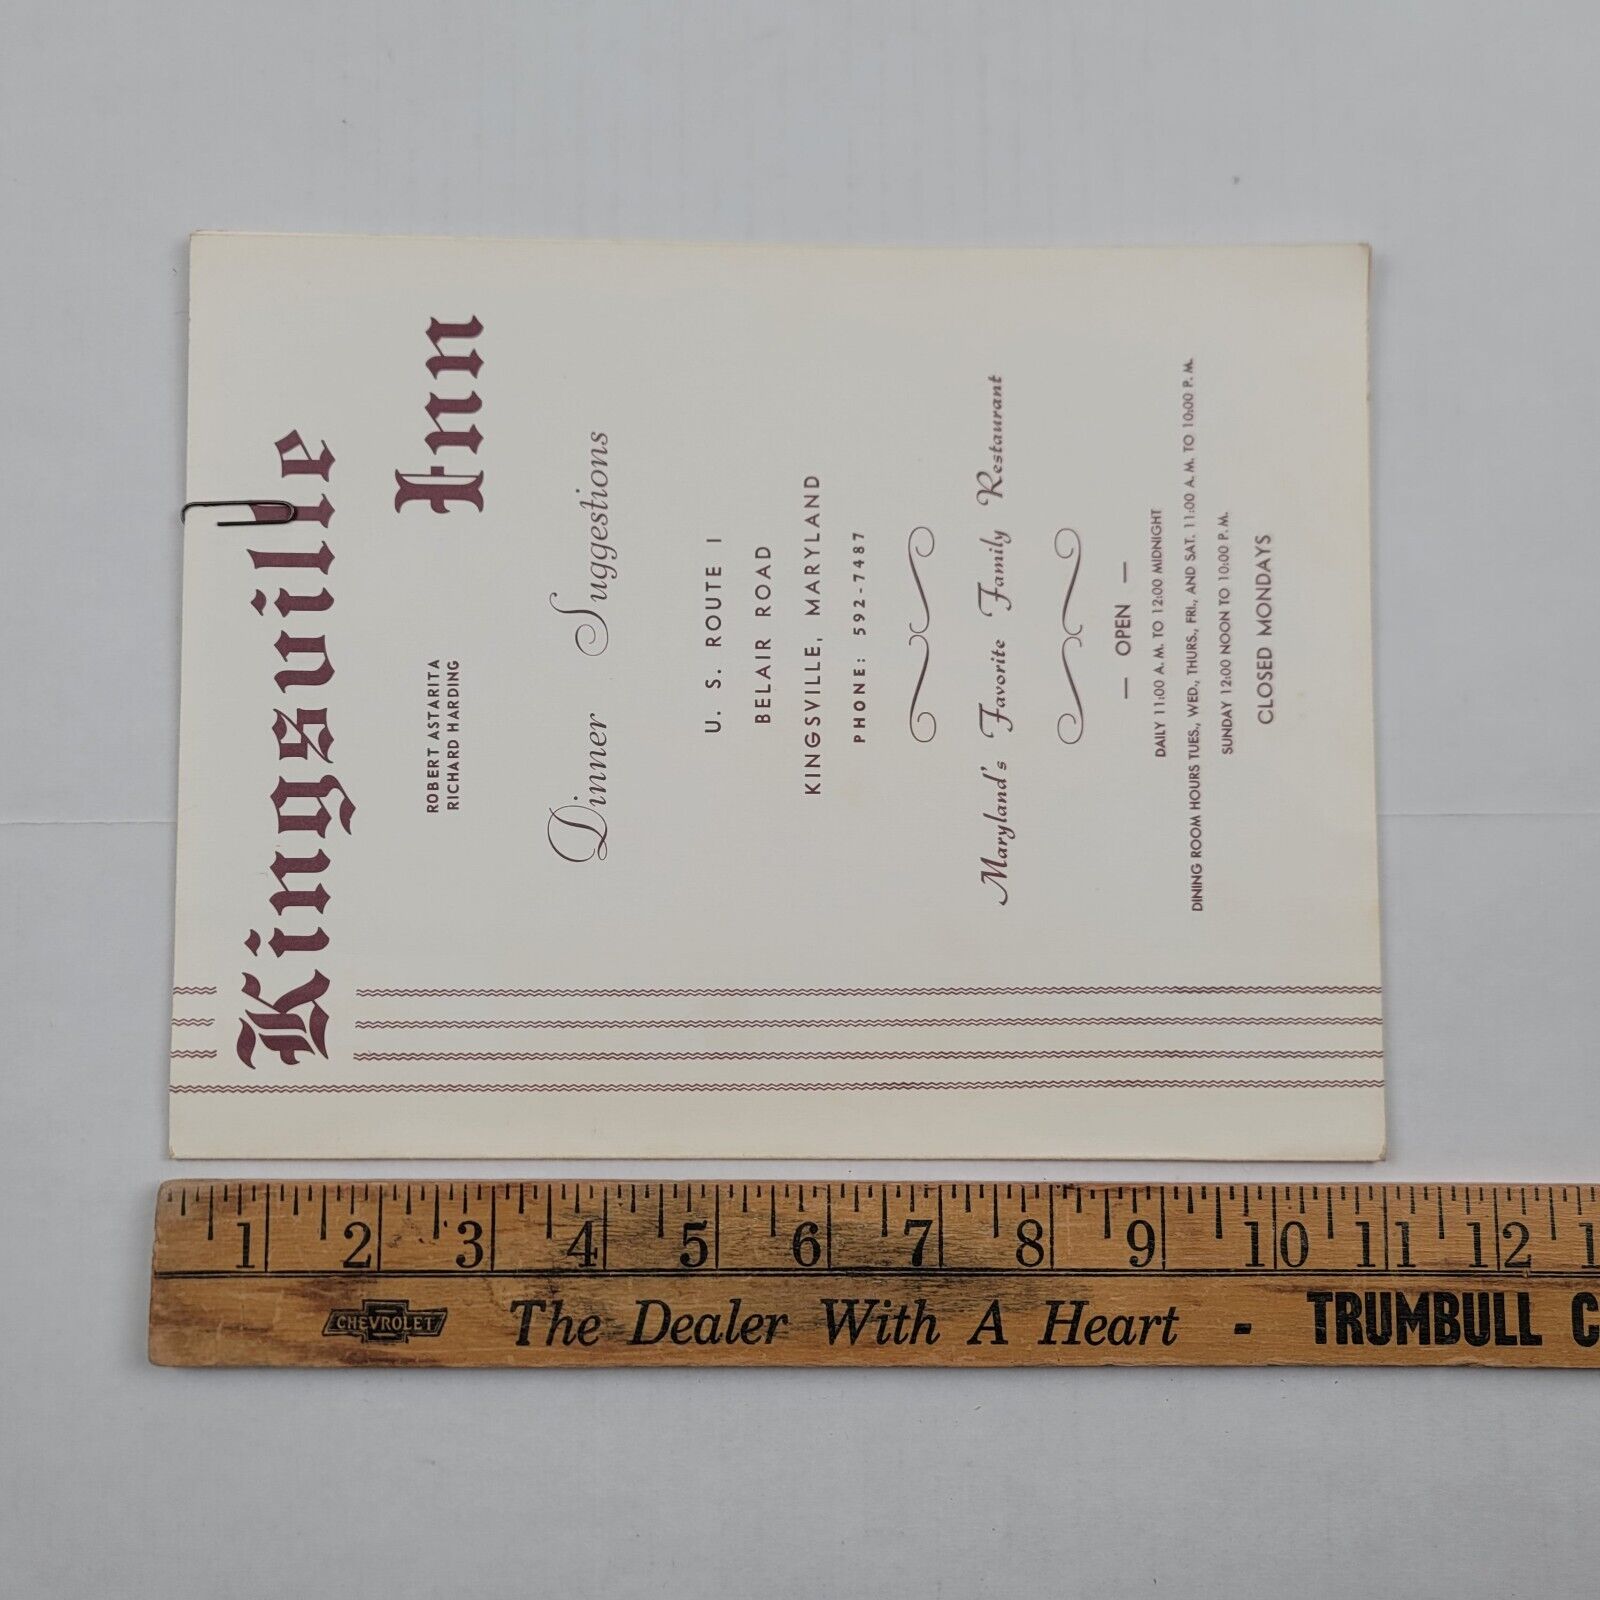 Kingsville
Inn
ROBERT ASTARITA
RICHARD HARDING
Dinner Suggestions
U. S. ROUTE 1
BELAIR ROAD
KINGSVILLE, MARYLAND
PHONE: 592-7487
Maryland's Favorite Family Restaurant
— OPEN —
DAILY 11:00 A.M. TO 12:00 MIDNIGHT
DINING ROOM HOURS TUES., WED., THURS., FRI., AND SAT. 11:00 A.M. TO 10:00 P.M.
SUNDAY 12:00 NOON TO 10:00 P.M.
CLOSED MONDAYS
1 2 3 4 5 6 7 8 9 10 11 12 1
CHEVROLET The Dealer With A Heart - TRUMBULL C